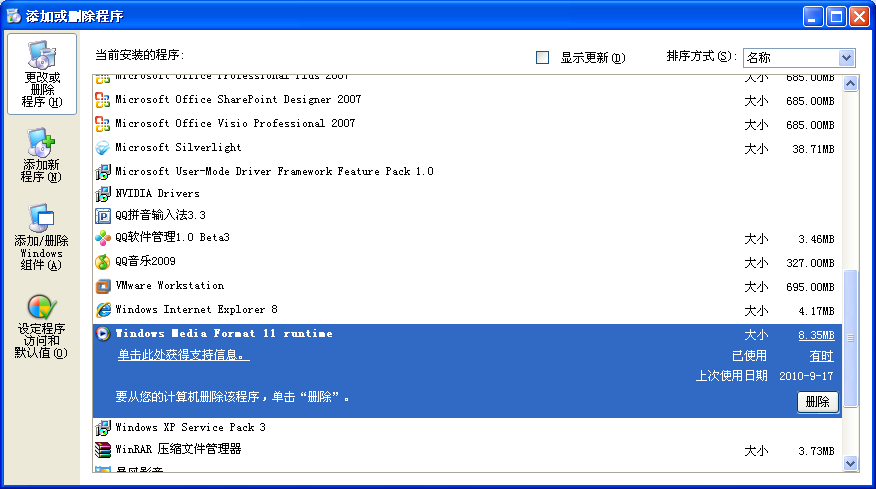 添加或删除程序
更改或
删除
程序(H)
添加新
程序(N)
添加/删除
Windows
组件(A)
设定程序
访问和
默认值(O)
当前安装的程序:
显示更新(D)
排序方式(S): 名称
Microsoft Office Professional Plus 2007 大小 685.00MB
Microsoft Office SharePoint Designer 2007 大小 685.00MB
Microsoft Office Visio Professional 2007 大小 685.00MB
Microsoft Silverlight 大小 38.71MB
Microsoft User-Mode Driver Framework Feature Pack 1.0
NVIDIA Drivers
QQ拼音输入法3.3
QQ软件管理1.0 Beta3 大小 3.46MB
QQ音乐2009 大小 327.00MB
VMware Workstation 大小 695.00MB
Windows Internet Explorer 8 大小 4.17MB
Windows Media Format 11 runtime 大小 8.35MB
单击此处获得支持信息。 已使用 有时
上次使用日期 2010-9-17
要从您的计算机删除该程序，单击“删除”。 删除
Windows XP Service Pack 3
WinRAR 压缩文件管理器 大小 3.73MB
暴风影音